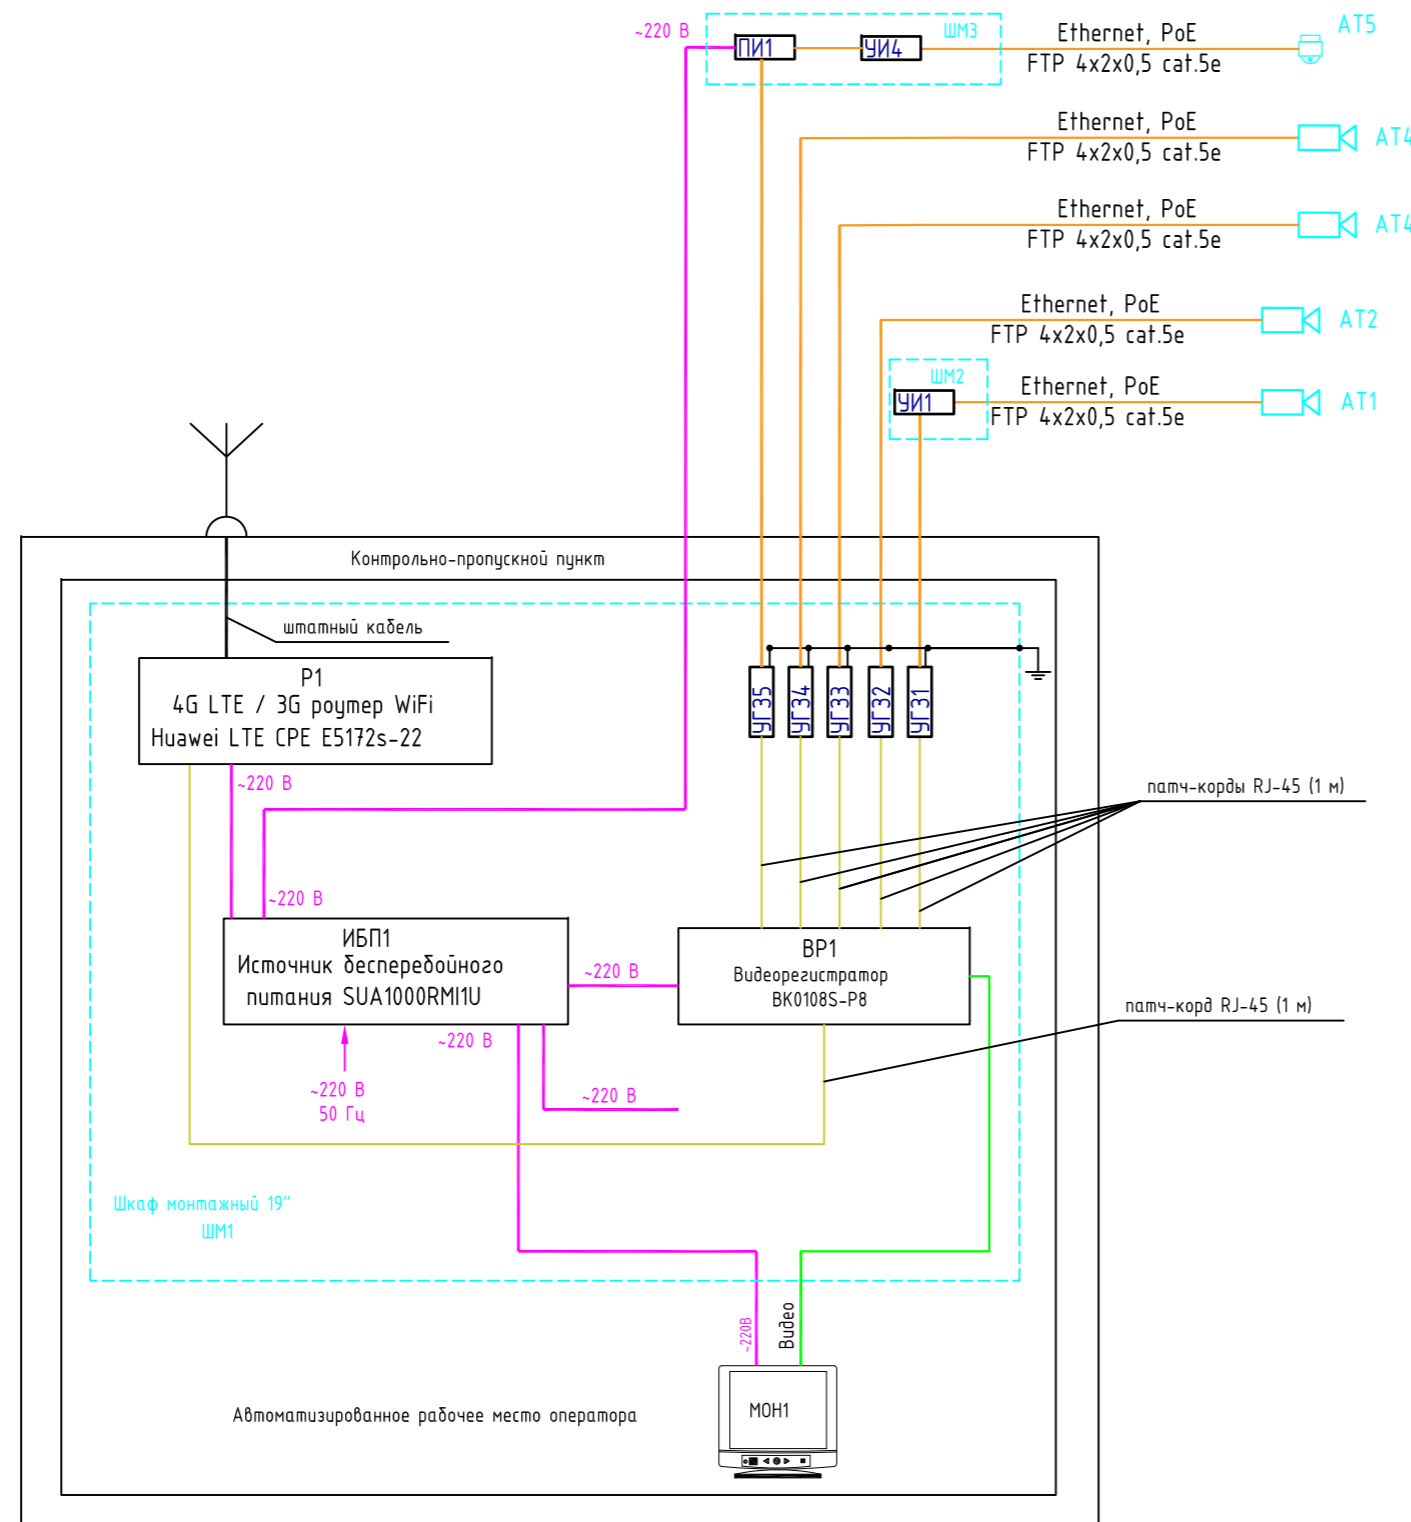 ~220 В
ПИ1
УИ4
ШМ3
Ethernet, PoE
FTP 4x2x0,5 cat.5e
АТ5
Ethernet, PoE
FTP 4x2x0,5 cat.5e
АТ4
Ethernet, PoE
FTP 4x2x0,5 cat.5e
АТ4
Ethernet, PoE
FTP 4x2x0,5 cat.5e
АТ2
ШМ2
УИ1
Ethernet, PoE
FTP 4x2x0,5 cat.5e
АТ1
Контрольно-пропускной пункт
штатный кабель
Р1
4G LTE / 3G роутер WiFi
Huawei LTE CPE E5172s-22
УГ35
УГ34
УГ33
УГ32
УГ31
~220 В
патч-корды RJ-45 (1 м)
~220 В
ИБП1
Источник бесперебойного
питания SUA1000RMI1U
~220 В
ВР1
Видеорегистратор
BK0108S-P8
патч-корд RJ-45 (1 м)
~220 В
~220 В
50 Гц
~220 В
Шкаф монтажный 19"
ШМ1
~220В
Видео
МОН1
Автоматизированное рабочее место оператора